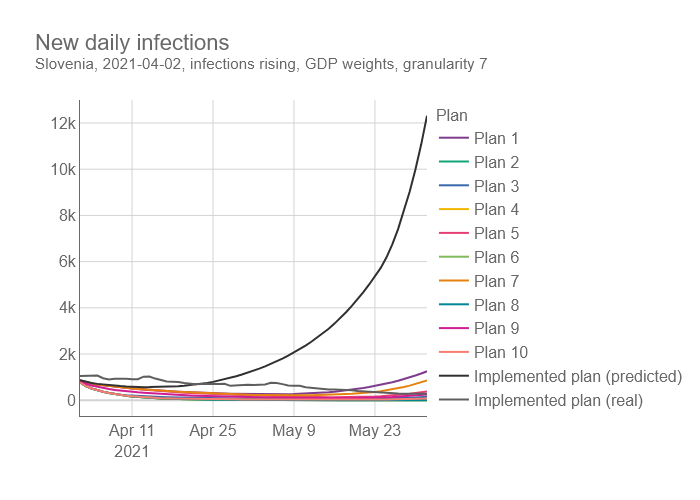 New daily infections
Slovenia, 2021-04-02, infections rising, GDP weights, granularity 7
12k
10k
8k
6k
4k
2k
0
Apr 11
2021
Apr 25
May 9
May 23
Plan
Plan 1
Plan 2
Plan 3
Plan 4
Plan 5
Plan 6
Plan 7
Plan 8
Plan 9
Plan 10
Implemented plan (predicted)
Implemented plan (real)